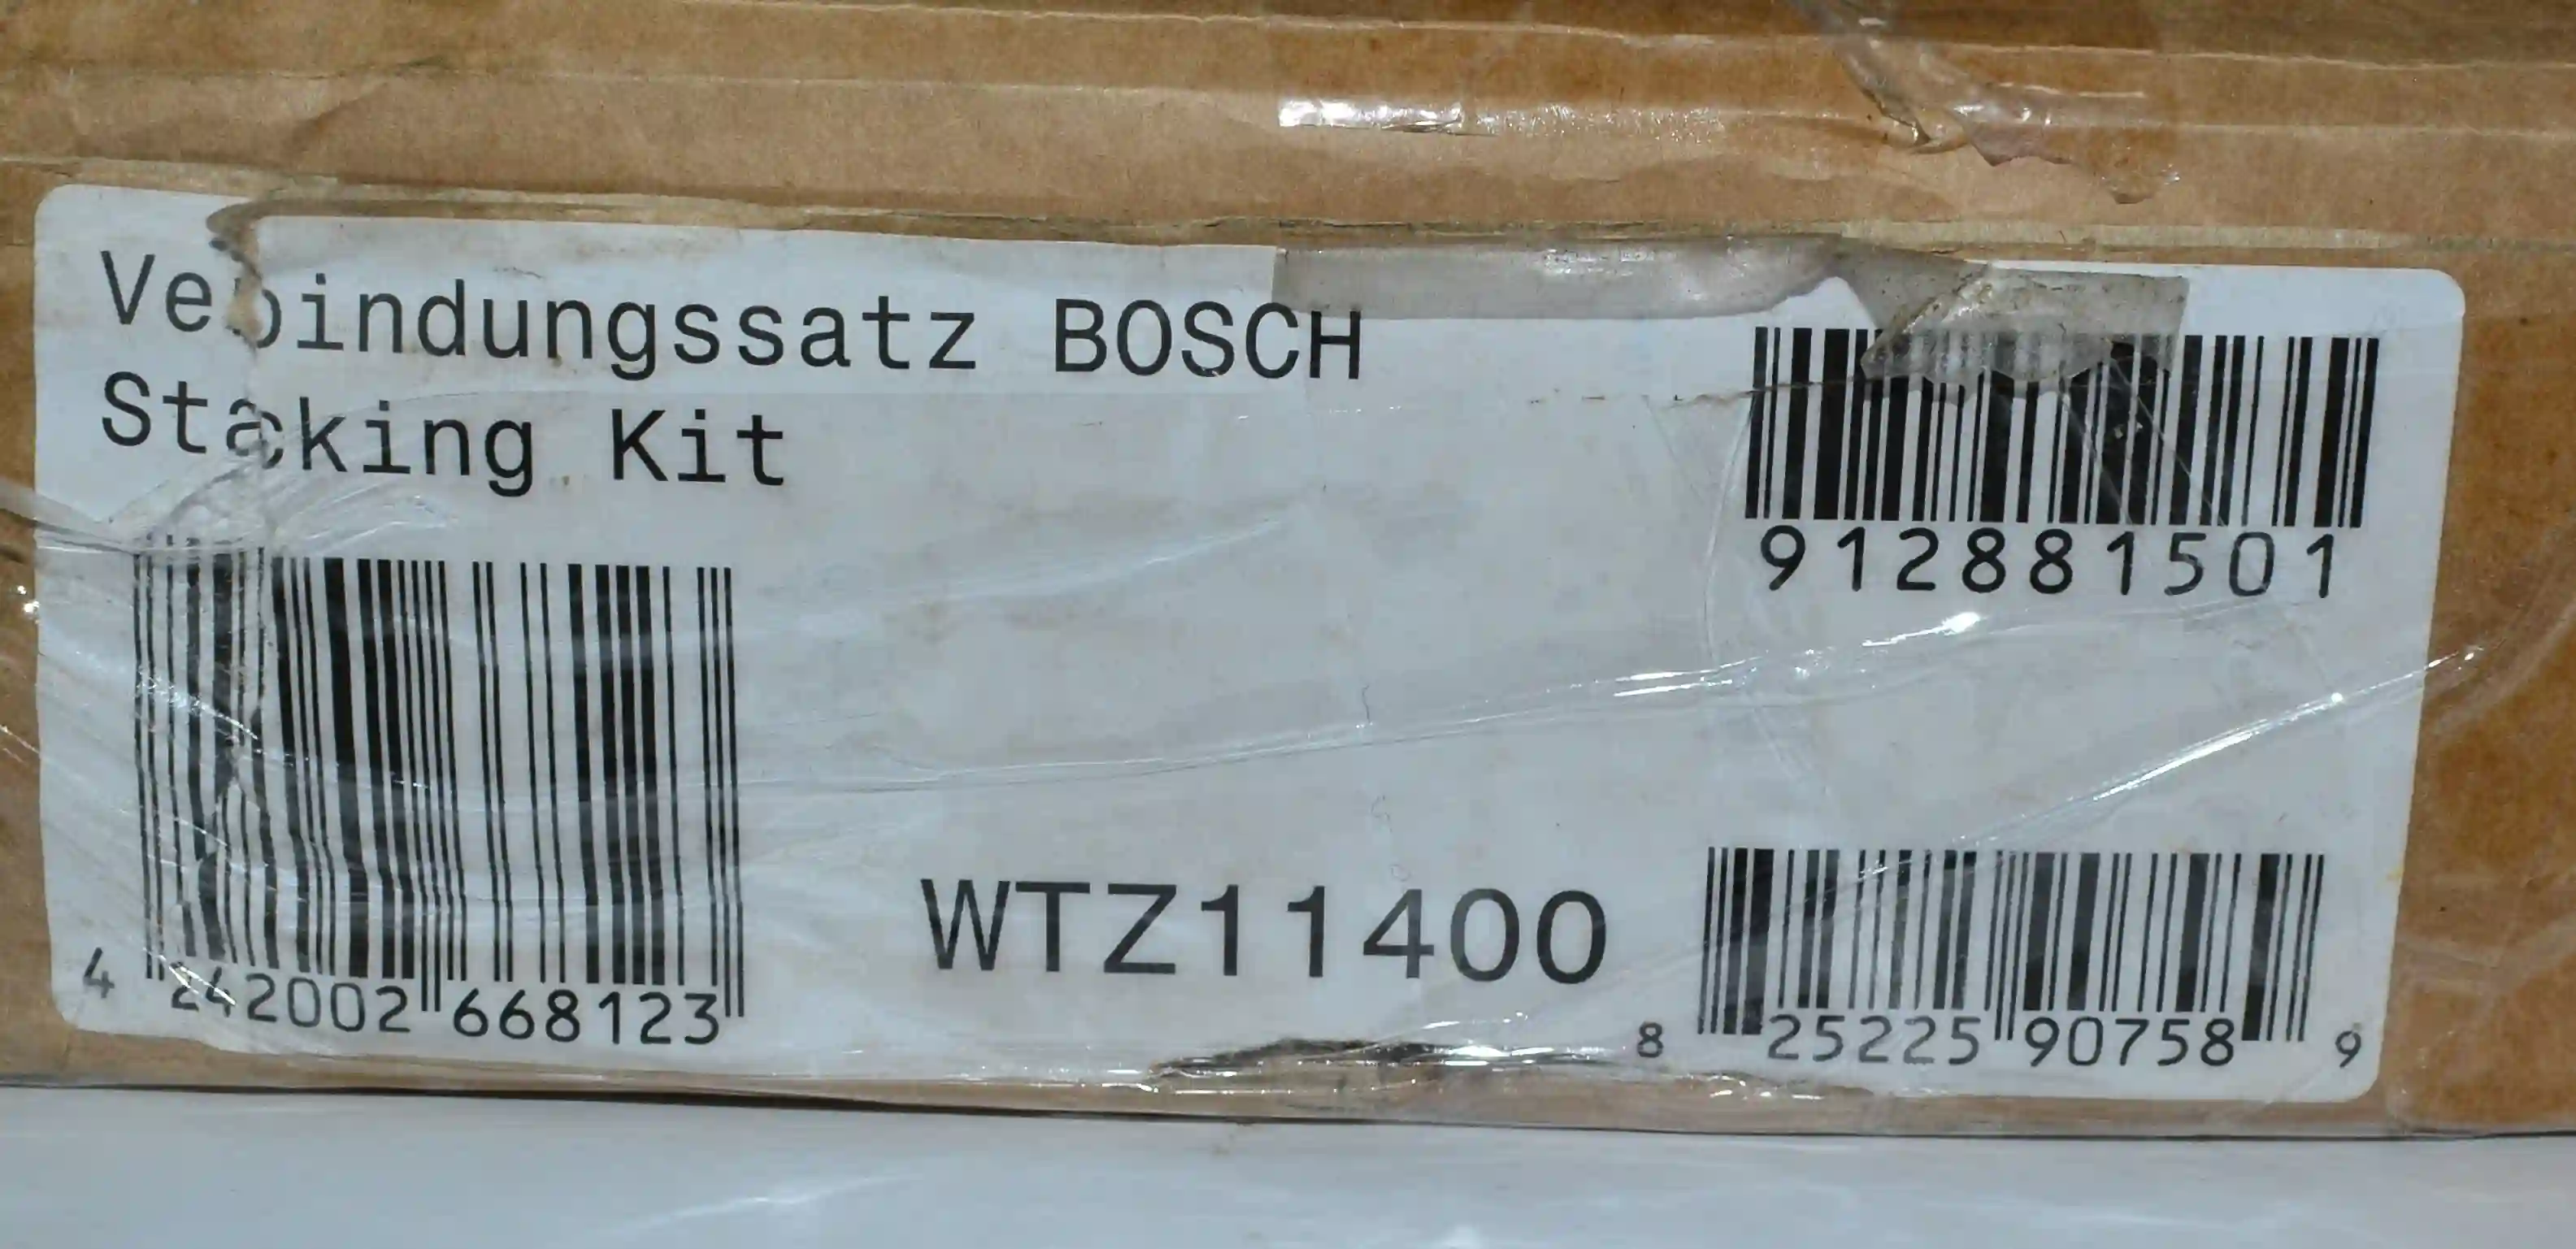 Vebindungssatz BOSCH
Staking Kit
912881501
4 242002 668123
WTZ11400
8 25225 90758 9